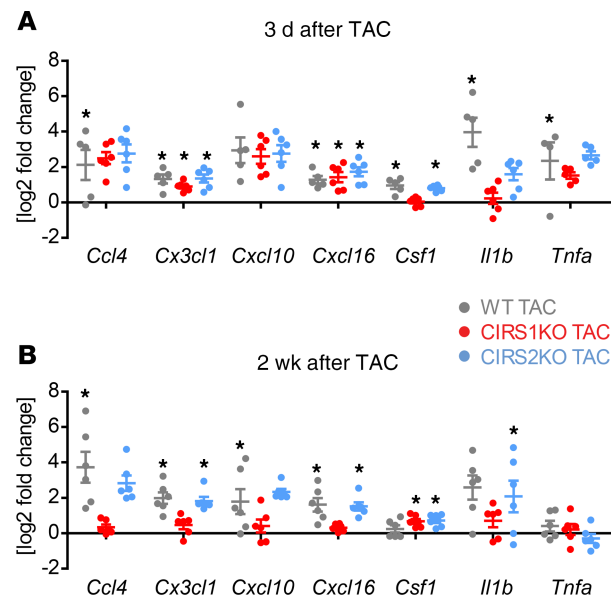 A
3 d after TAC
[log2 fold change]
8
6
4
2
0
-2
* * * * * * * * * * *
Ccl4 Cx3cl1 Cxcl10 Cxcl16 Csf1 Il1b Tnfa
WT TAC
CIRS1KO TAC
CIRS2KO TAC
B
2 wk after TAC
[log2 fold change]
8
6
4
2
0
-2
* * * * * * * * *
Ccl4 Cx3cl1 Cxcl10 Cxcl16 Csf1 Il1b Tnfa